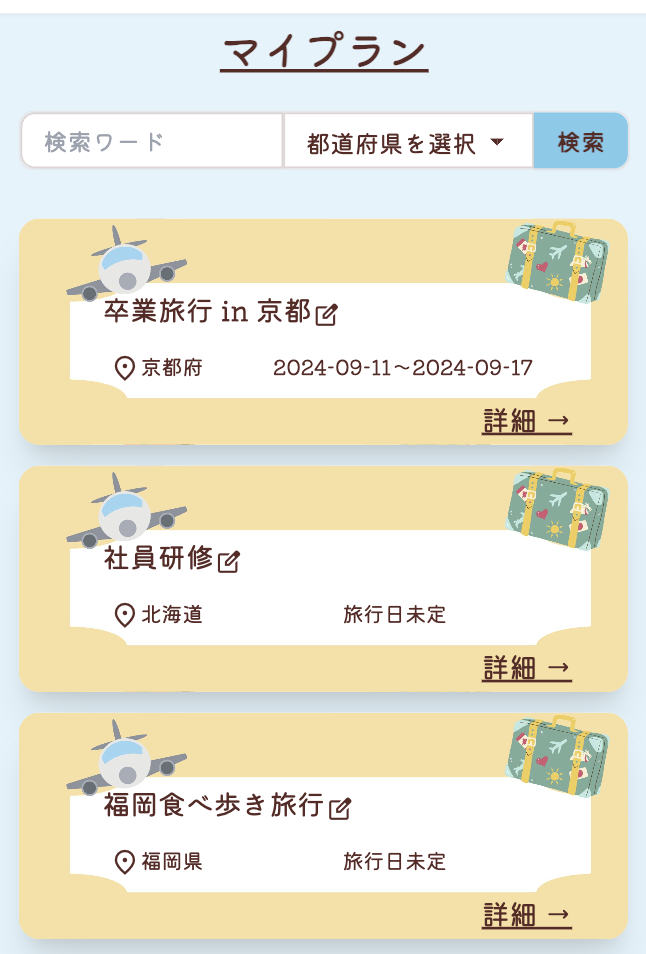 マイプラン
検索ワード 都道府県を選択 検索
卒業旅行 in 京都
京都府 2024-09-11～2024-09-17
詳細 →
社員研修
北海道 旅行日未定
詳細 →
福岡食べ歩き旅行
福岡県 旅行日未定
詳細 →